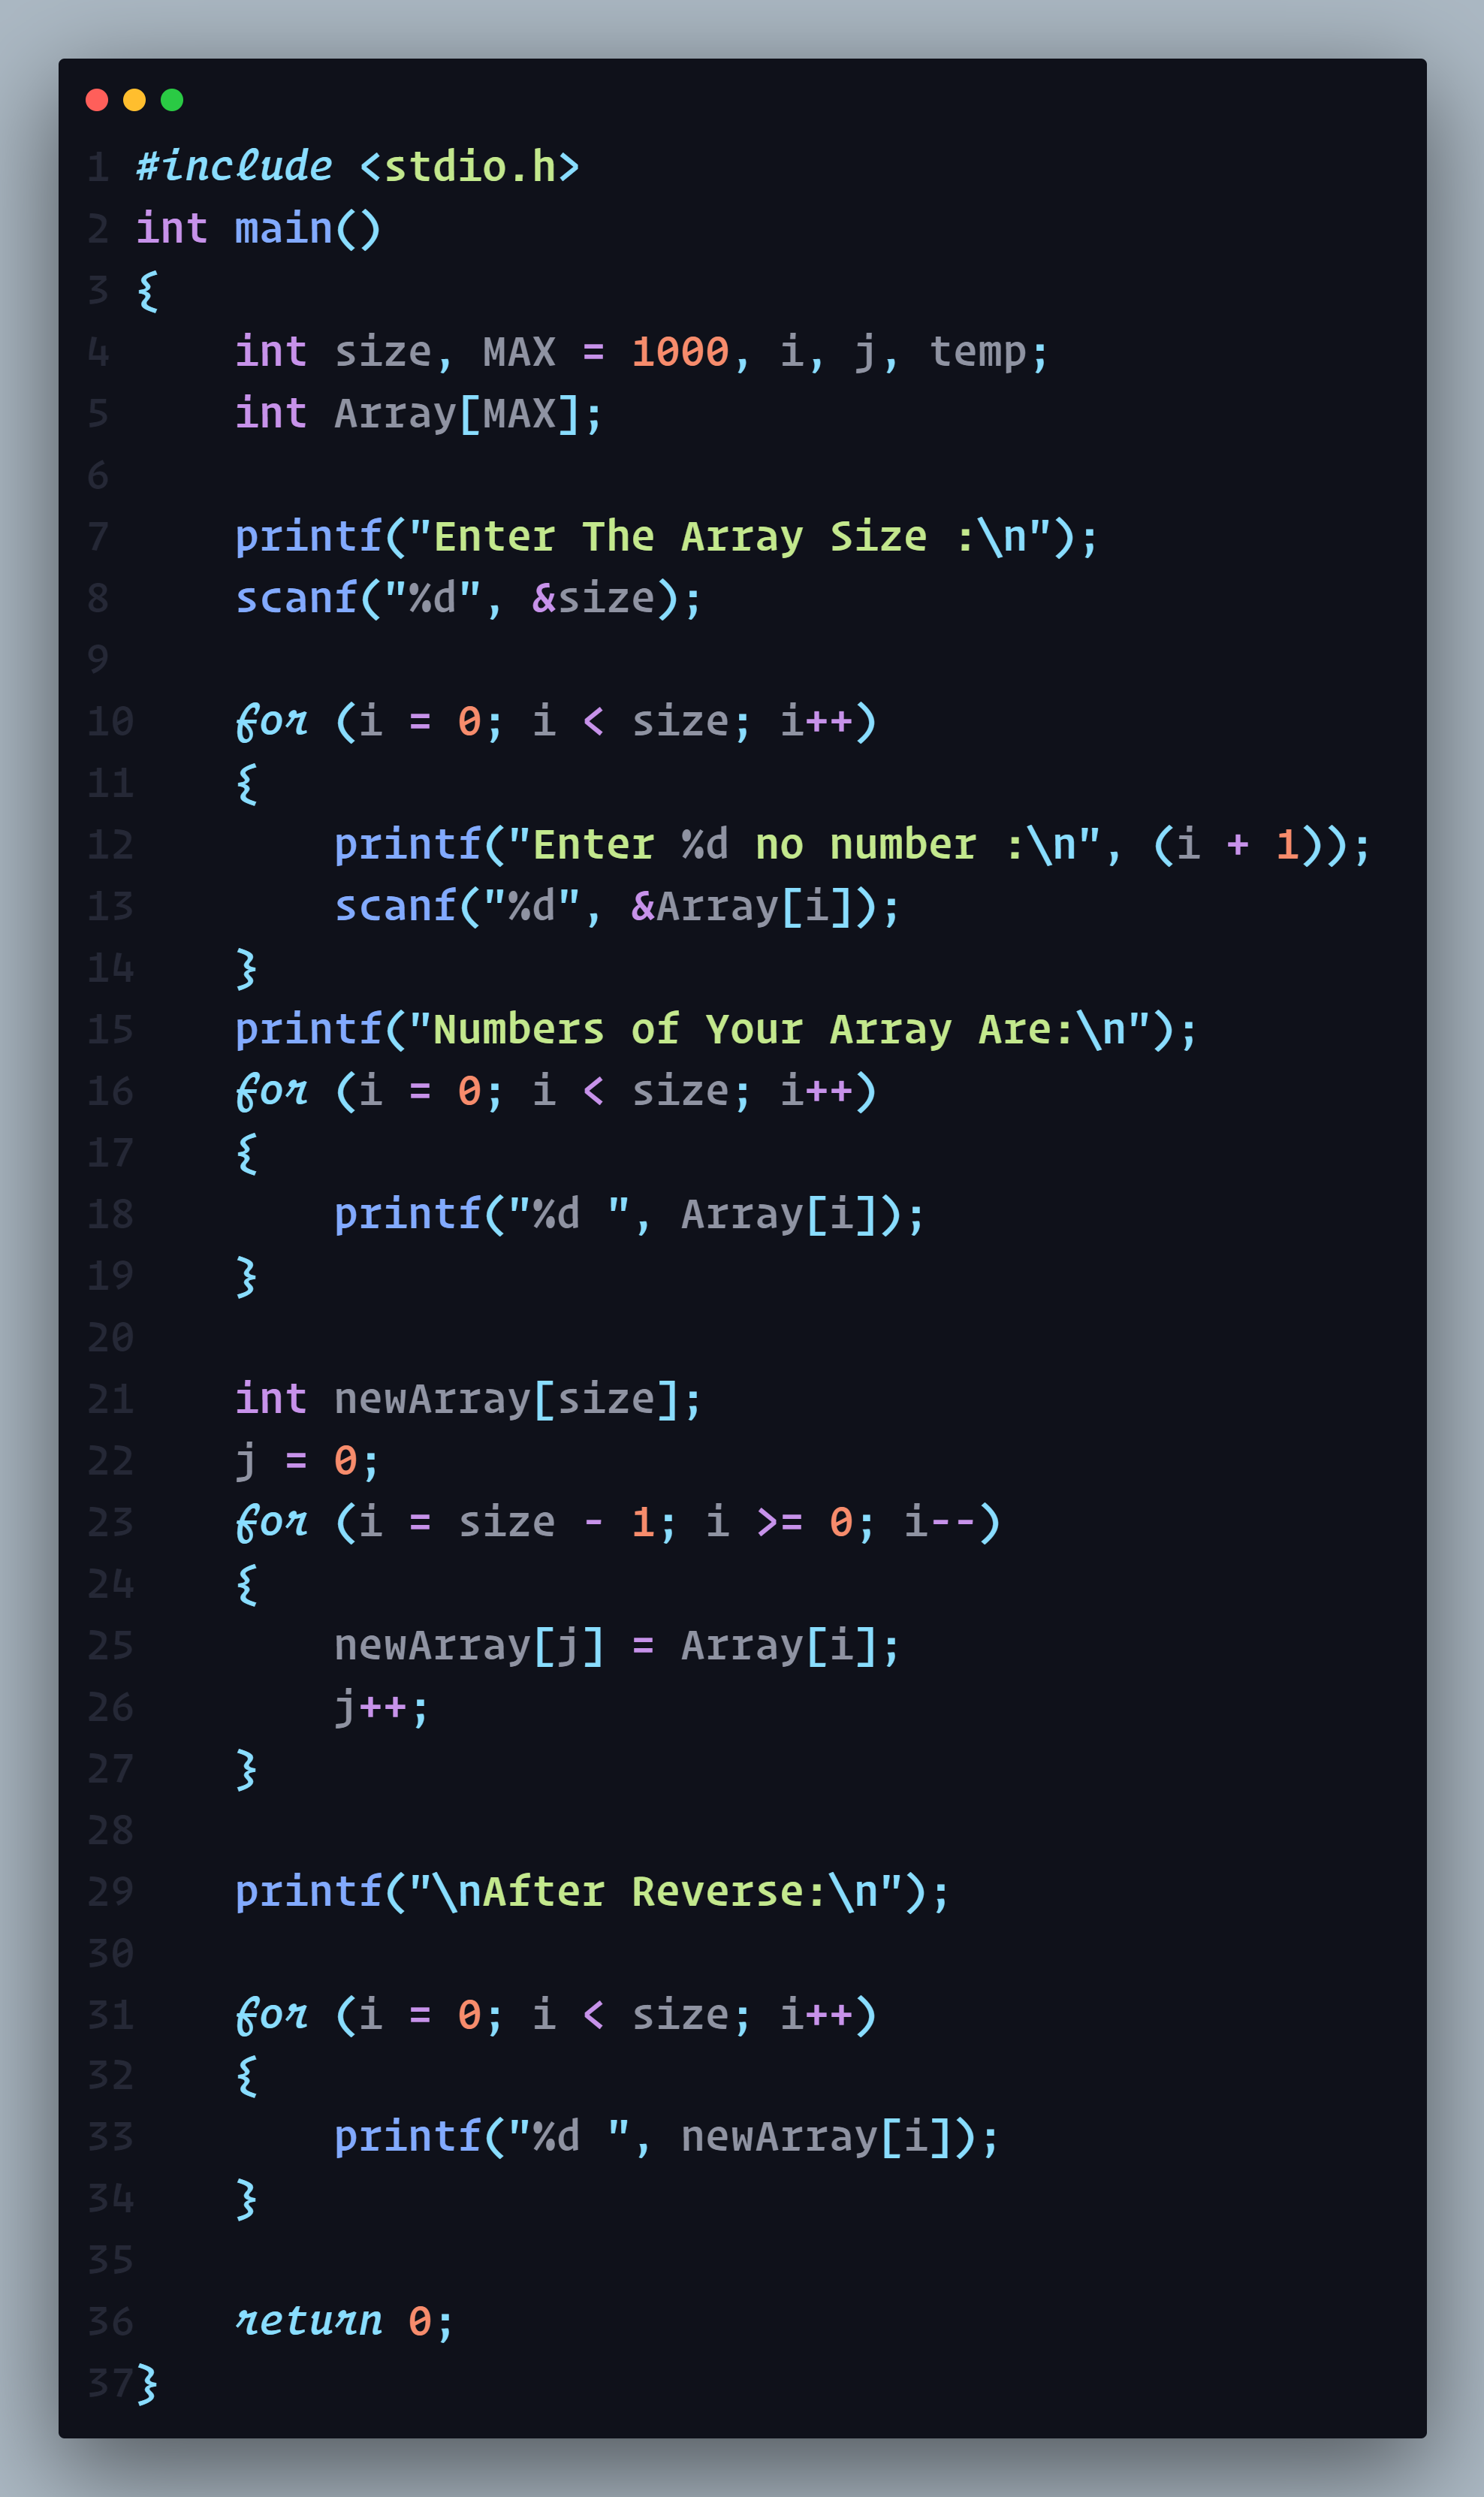 1 #include <stdio.h>
2 int main()
3 {
4     int size, MAX = 1000, i, j, temp;
5     int Array[MAX];
6
7     printf("Enter The Array Size :\n");
8     scanf("%d", &size);
9
10    for (i = 0; i < size; i++)
11    {
12        printf("Enter %d no number :\n", (i + 1));
13        scanf("%d", &Array[i]);
14    }
15    printf("Numbers of Your Array Are:\n");
16    for (i = 0; i < size; i++)
17    {
18        printf("%d ", Array[i]);
19    }
20
21    int newArray[size];
22    j = 0;
23    for (i = size - 1; i >= 0; i--)
24    {
25        newArray[j] = Array[i];
26        j++;
27    }
28
29    printf("\nAfter Reverse:\n");
30
31    for (i = 0; i < size; i++)
32    {
33        printf("%d ", newArray[i]);
34    }
35
36    return 0;
37}